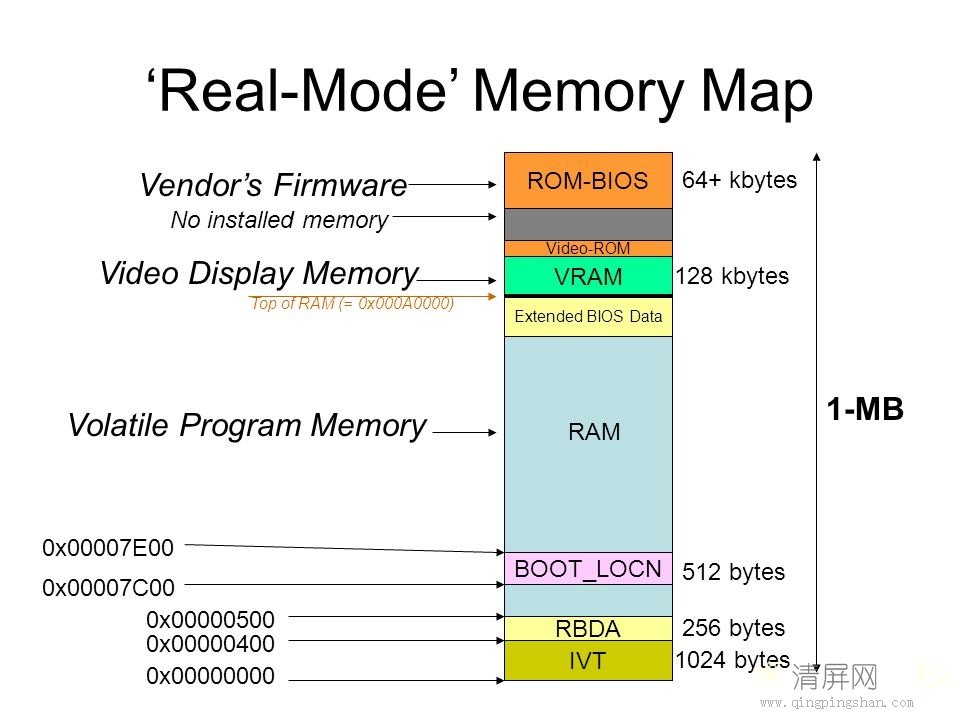 ‘Real-Mode’ Memory Map
Vendor’s Firmware
ROM-BIOS
64+ kbytes
No installed memory
Video-ROM
Video Display Memory
VRAM
128 kbytes
Top of RAM (= 0x000A0000)
Extended BIOS Data
1-MB
Volatile Program Memory
RAM
0x00007E00
BOOT_LOCN
512 bytes
0x00007C00
0x00000500
RBDA
256 bytes
0x00000400
IVT
1024 bytes
0x00000000
清屏网
www.qingpingshan.com